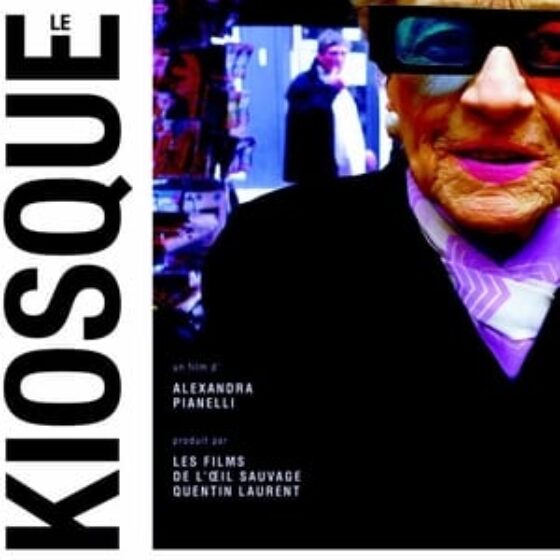 LE
KIOSQUE
un film d'
ALEXANDRA
PIANELLI
produit par
LES FILMS
DE L'ŒIL SAUVAGE
QUENTIN LAURENT